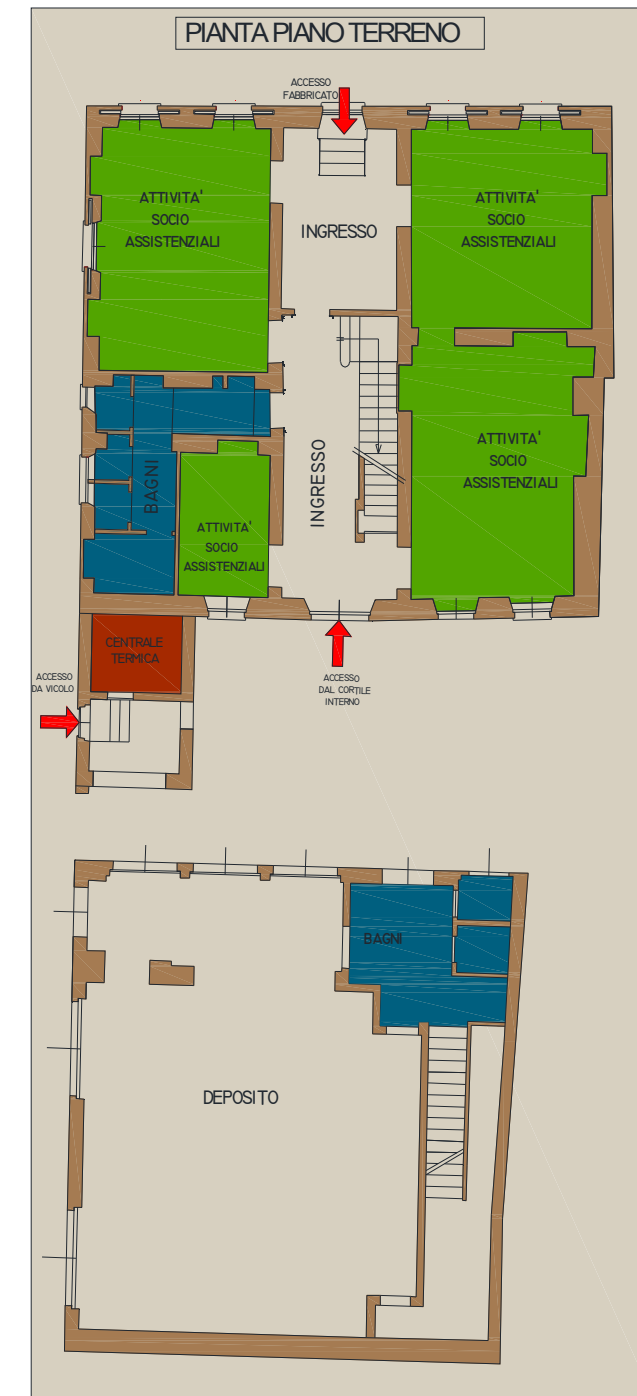 PIANTA PIANO TERRENO
ACCESSO
FABBRICATO
ATTIVITA'
SOCIO
ASSISTENZIALI
INGRESSO
ATTIVITA'
SOCIO
ASSISTENZIALI
ATTIVITA'
SOCIO
ASSISTENZIALI
BAGNI
INGRESSO
ATTIVITA'
SOCIO
ASSISTENZIALI
CENTRALE
TERMICA
ACCESSO
DA VICOLO
ACCESSO
DAL CORTILE
INTERNO
BAGNI
DEPOSITO